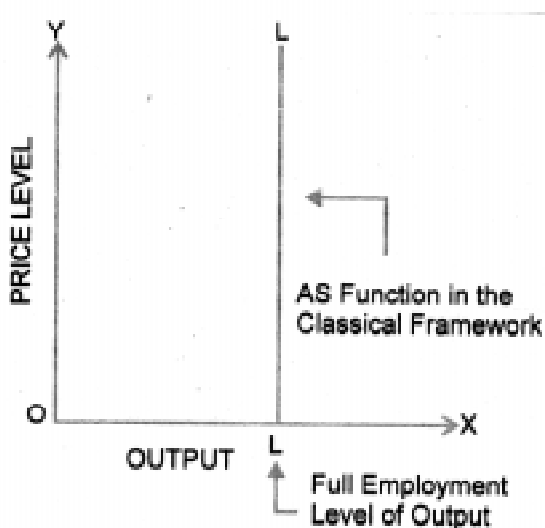 Y
L
PRICE LEVEL
AS Function in the
Classical Framework
O
X
OUTPUT
L
Full Employment
Level of Output